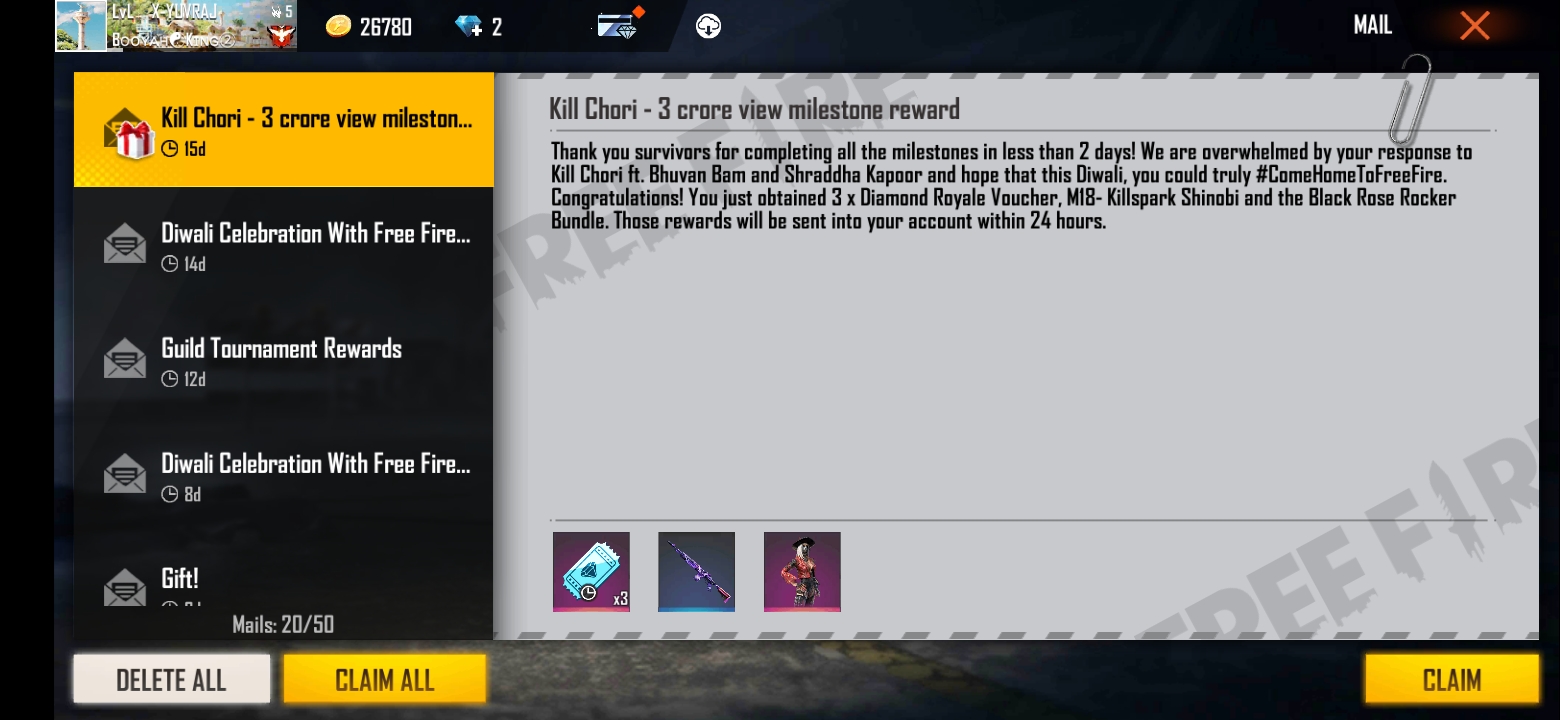 LvL
X-YUVRAJ-
5
BOOYAH KING
26780
2
MAIL
Kill Chori - 3 crore view mileston...
15d
Diwali Celebration With Free Fire...
14d
Guild Tournament Rewards
12d
Diwali Celebration With Free Fire...
8d
Gift!
Mails: 20/50
DELETE ALL
CLAIM ALL
Kill Chori - 3 crore view milestone reward
Thank you survivors for completing all the milestones in less than 2 days! We are overwhelmed by your response to
Kill Chori ft. Bhuvan Bam and Shraddha Kapoor and hope that this Diwali, you could truly #ComeHomeToFreeFire.
Congratulations! You just obtained 3 x Diamond Royale Voucher, M18- Killspark Shinobi and the Black Rose Rocker
Bundle. Those rewards will be sent into your account within 24 hours.
FREE FIRE
FREE FIRE
x3
CLAIM